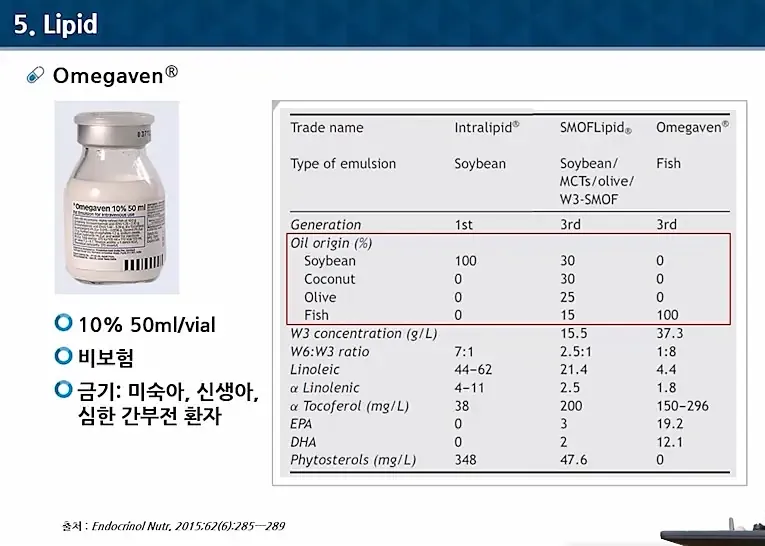 5. Lipid
Omegaven®
Omegaven 10% 50 ml
10% 50ml/vial
비보험
금기: 미숙아, 신생아,
심한 간부전 환자
Trade name Intralipid® SMOFLipid® Omegaven®
Type of emulsion Soybean Soybean/ Fish
MCTs/olive/
W3-SMOF
Generation 1st 3rd 3rd
Oil origin (%)
Soybean 100 30 0
Coconut 0 30 0
Olive 0 25 0
Fish 0 15 100
W3 concentration (g/L) 15.5 37.3
W6:W3 ratio 7:1 2.5:1 1:8
Linoleic 44–62 21.4 4.4
α Linolenic 4–11 2.5 1.8
α Tocoferol (mg/L) 38 200 150–296
EPA 0 3 19.2
DHA 0 2 12.1
Phytosterols (mg/L) 348 47.6 0
출처 : Endocrinol Nutr. 2015;62(6):285—289